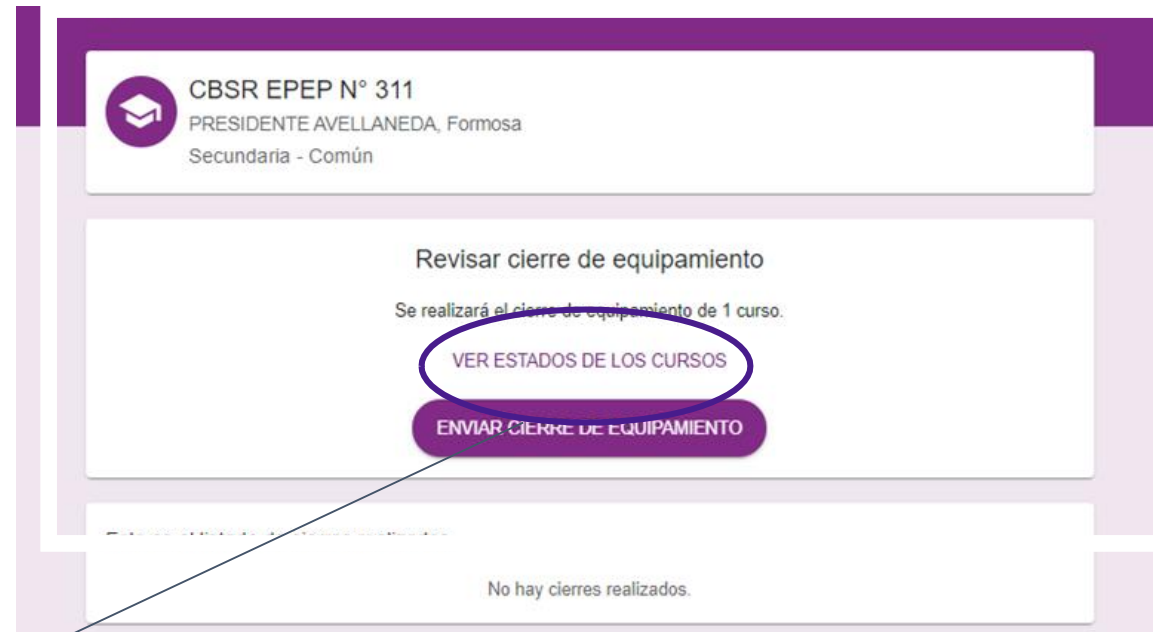 CBSR EPEP N° 311
PRESIDENTE AVELLANEDA, Formosa
Secundaria - Común
Revisar cierre de equipamiento
Se realizará el cierre de equipamiento de 1 curso.
VER ESTADOS DE LOS CURSOS
ENVIAR CIERRE DE EQUIPAMIENTO
No hay cierres realizados.